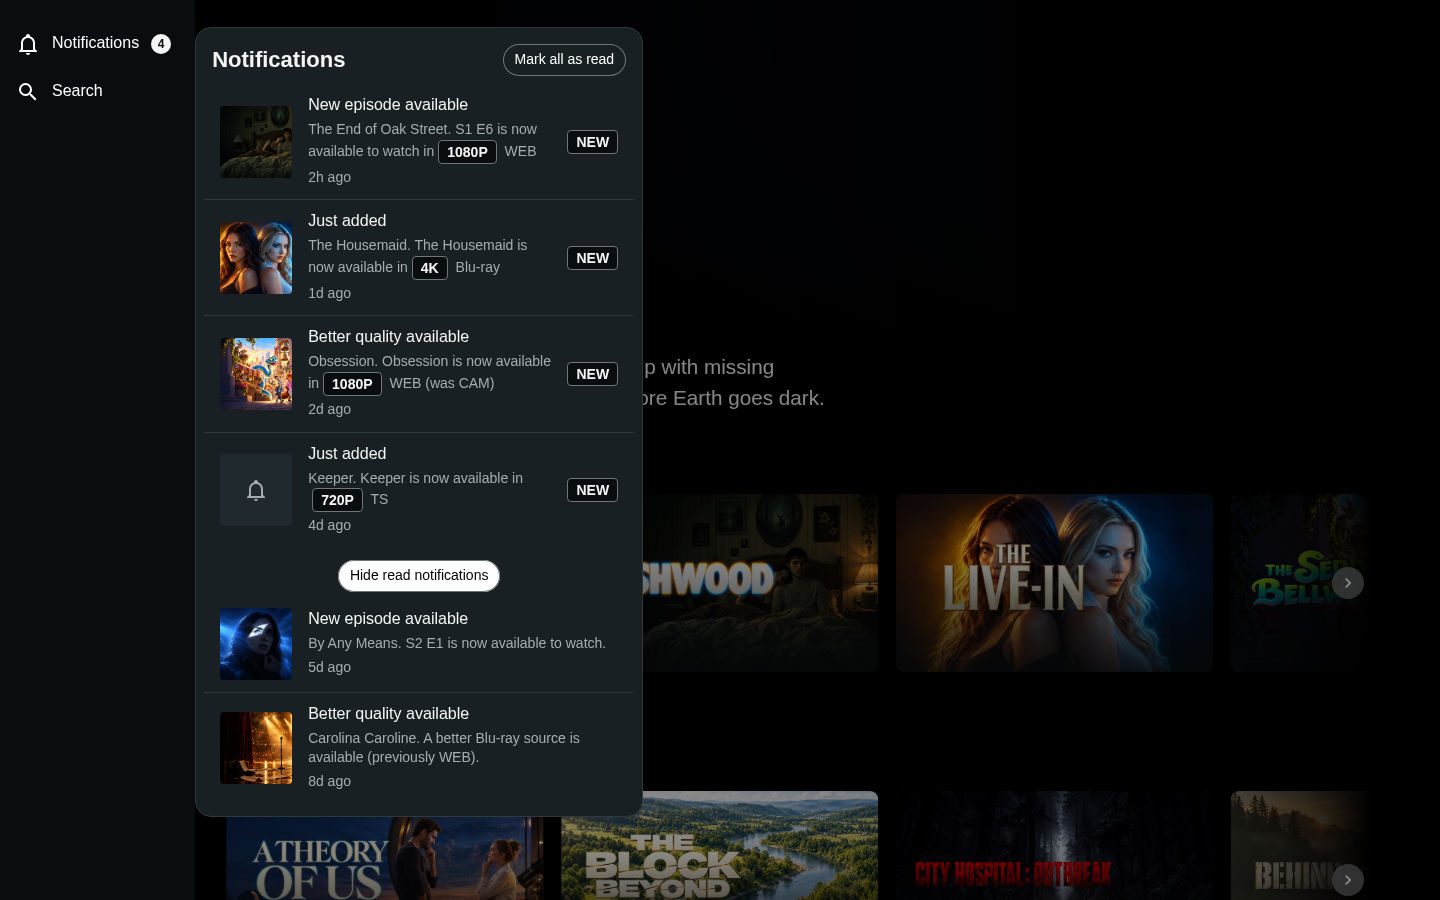 Notifications 4
Search
Notifications
Mark all as read
New episode available
The End of Oak Street. S1 E6 is now
available to watch in 1080P WEB
2h ago
NEW
Just added
The Housemaid. The Housemaid is
now available in 4K Blu-ray
1d ago
NEW
Better quality available
Obsession. Obsession is now available
in 1080P WEB (was CAM)
2d ago
NEW
Just added
Keeper. Keeper is now available in
720P TS
4d ago
NEW
Hide read notifications
New episode available
By Any Means. S2 E1 is now available to watch.
5d ago
Better quality available
Carolina Caroline. A better Blu-ray source is
available (previously WEB).
8d ago
p with missing
ore Earth goes dark.
SHWOOD
THE
LIVE-IN
THE
A THEORY
OF US
THE
BLOCK
BEYOND
CITY HOSPITAL: OUTBREAK
BEHIN